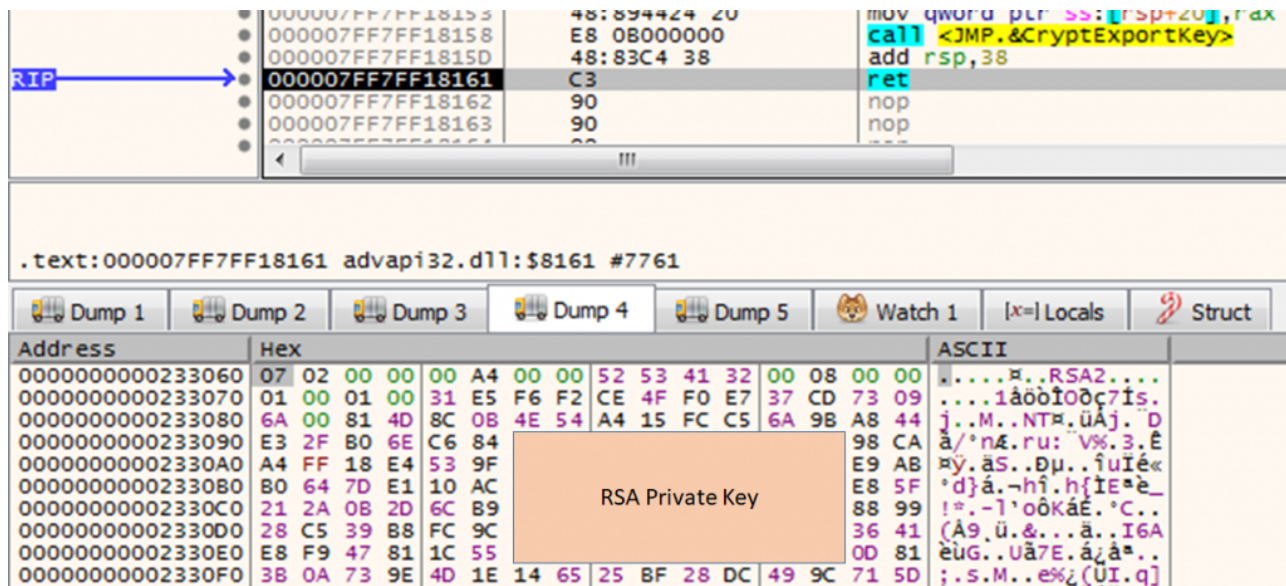 000007FF7FF18153 48:894424 20 mov qword ptr ss:[rsp+20],rax
000007FF7FF18158 E8 0B000000 call <JMP.&CryptExportKey>
000007FF7FF1815D 48:83C4 38 add rsp,38
RIP 000007FF7FF18161 C3 ret
000007FF7FF18162 90 nop
000007FF7FF18163 90 nop
.text:000007FF7FF18161 advapi32.dll:$8161 #7761
Dump 1 Dump 2 Dump 3 Dump 4 Dump 5 Watch 1 [x=] Locals Struct
Address Hex ASCII
0000000000233060 07 02 00 00 00 A4 00 00 52 53 41 32 00 08 00 00 .....¤..RSA2....
0000000000233070 01 00 01 00 31 E5 F6 F2 CE 4F F0 E7 37 CD 73 09 ....1åöòÎOðç7Ís.
0000000000233080 6A 00 81 4D 8C 0B 4E 54 A4 15 FC C5 6A 9B A8 44 j..M..NT¤.üÅj.¨D
0000000000233090 E3 2F B0 6E C6 84 98 CA ã/°nÆ.ru:¨V%.3.Ê
00000000002330A0 A4 FF 18 E4 53 9F E9 AB ¤ÿ.äS..Ðµ..îuÏé«
00000000002330B0 B0 64 7D E1 10 AC RSA Private Key E8 5F °d}á.¬hî.h{ÌEªè_
00000000002330C0 21 2A 0B 2D 6C B9 88 99
00000000002330D0 28 C5 39 B8 FC 9C 36 41
00000000002330E0 E8 F9 47 81 1C 55 0D 81
00000000002330F0 3B 0A 73 9E 4D 1E 14 65 25 BF 28 DC 49 9C 71 5D ;.s.M..e%¿(ÜI.q]